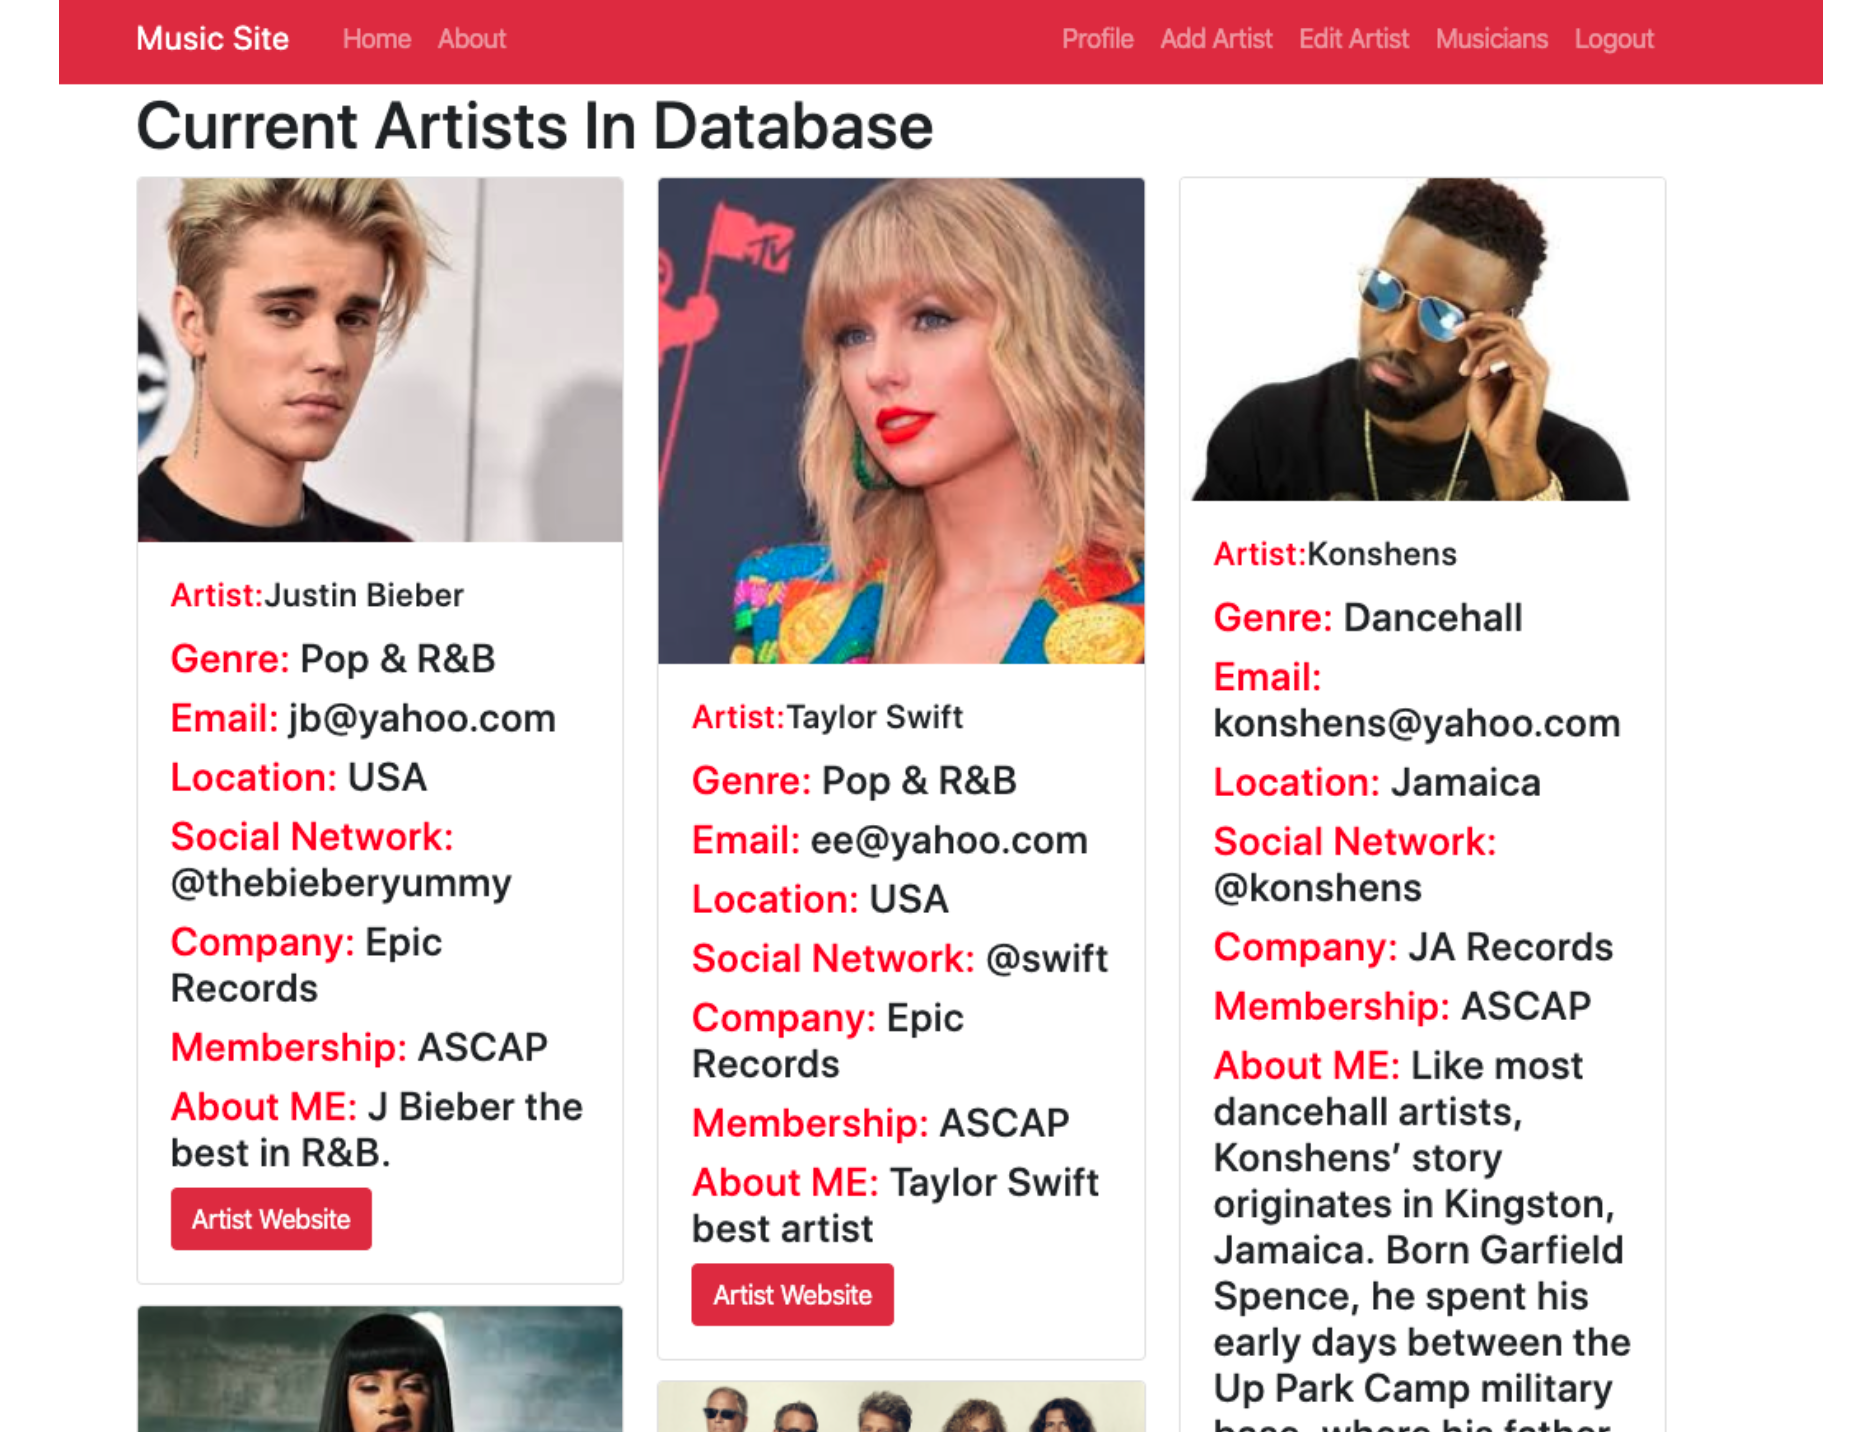 Music Site Home About Profile Add Artist Edit Artist Musicians Logout
Current Artists In Database
MTV
Artist:Justin Bieber
Genre: Pop & R&B
Email: jb@yahoo.com
Location: USA
Social Network:
@thebieberyummy
Company: Epic
Records
Membership: ASCAP
About ME: J Bieber the
best in R&B.
Artist Website
Artist:Taylor Swift
Genre: Pop & R&B
Email: ee@yahoo.com
Location: USA
Social Network: @swift
Company: Epic
Records
Membership: ASCAP
About ME: Taylor Swift
best artist
Artist Website
Artist:Konshens
Genre: Dancehall
Email:
konshens@yahoo.com
Location: Jamaica
Social Network:
@konshens
Company: JA Records
Membership: ASCAP
About ME: Like most
dancehall artists,
Konshens’ story
originates in Kingston,
Jamaica. Born Garfield
Spence, he spent his
early days between the
Up Park Camp military
base, where his father